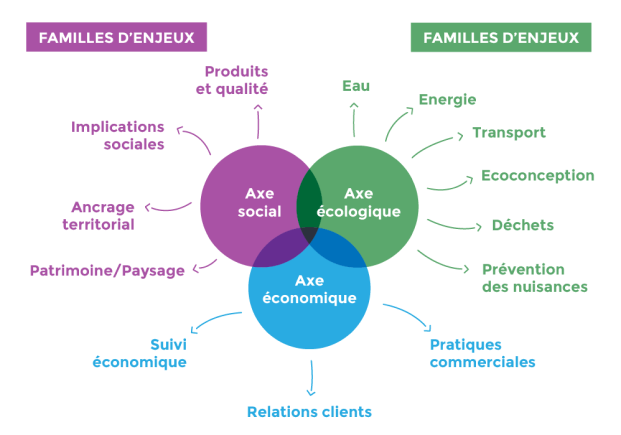 FAMILLES D'ENJEUX
FAMILLES D'ENJEUX
Produits
et qualité
Implications
sociales
Ancrage
territorial
Patrimoine/Paysage
Axe
social
Eau
Energie
Transport
Ecoconception
Déchets
Prévention
des nuisances
Axe
écologique
Axe
économique
Suivi
économique
Relations clients
Pratiques
commerciales